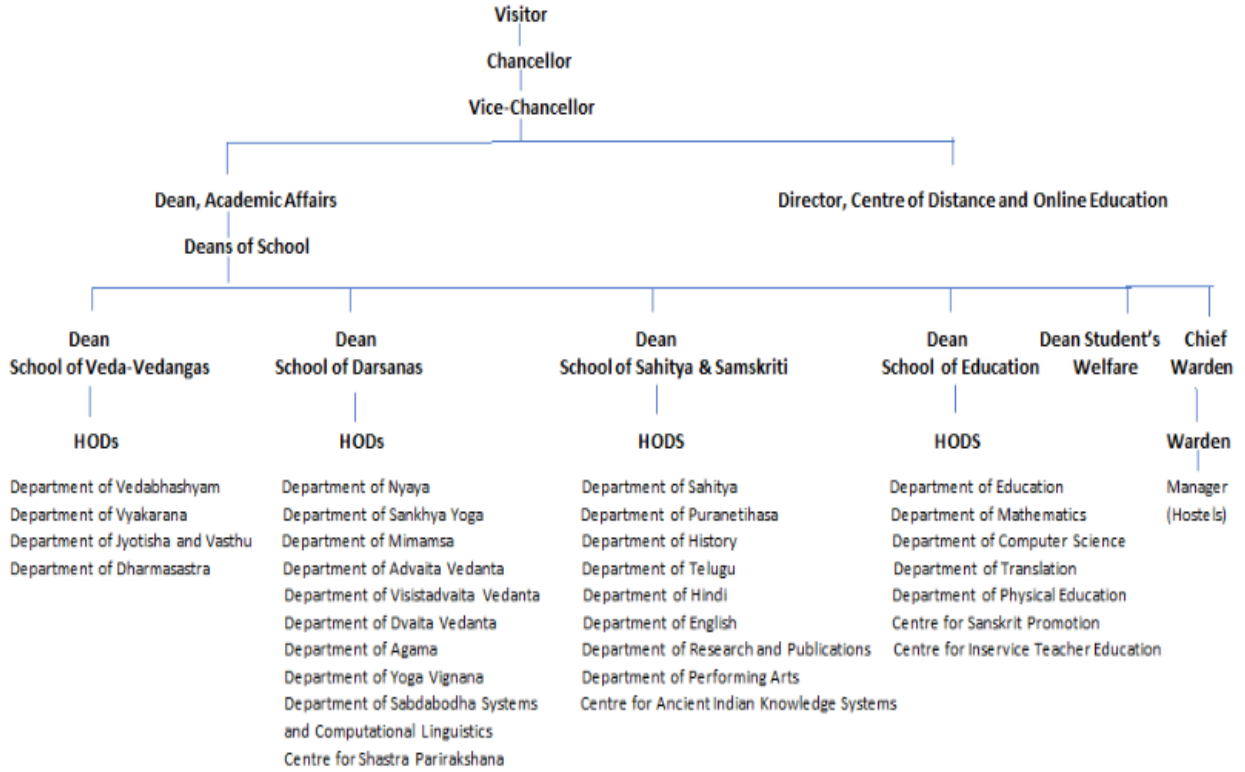 Visitor
Chancellor
Vice-Chancellor
Dean, Academic Affairs
Director, Centre of Distance and Online Education
Deans of School
Dean
School of Veda-Vedangas
Dean
School of Darsanas
Dean
School of Sahitya & Samskriti
Dean
School of Education
Dean Student's
Welfare
Chief
Warden
HODs
HODs
HODS
HODS
Warden
Department of Vedabhashyam
Department of Vyakarana
Department of Jyotisha and Vasthu
Department of Dharmasastra
Department of Nyaya
Department of Sankhya Yoga
Department of Mimamsa
Department of Advaita Vedanta
Department of Visistadvaita Vedanta
Department of Dvaita Vedanta
Department of Agama
Department of Yoga Vignana
Department of Sabdabodha Systems
and Computational Linguistics
Centre for Shastra Parirakshana
Department of Sahitya
Department of Puranetihasa
Department of History
Department of Telugu
Department of Hindi
Department of English
Department of Research and Publications
Department of Performing Arts
Centre for Ancient Indian Knowledge Systems
Department of Education
Department of Mathematics
Department of Computer Science
Department of Translation
Department of Physical Education
Centre for Sanskrit Promotion
Centre for Inservice Teacher Education
Manager
(Hostels)